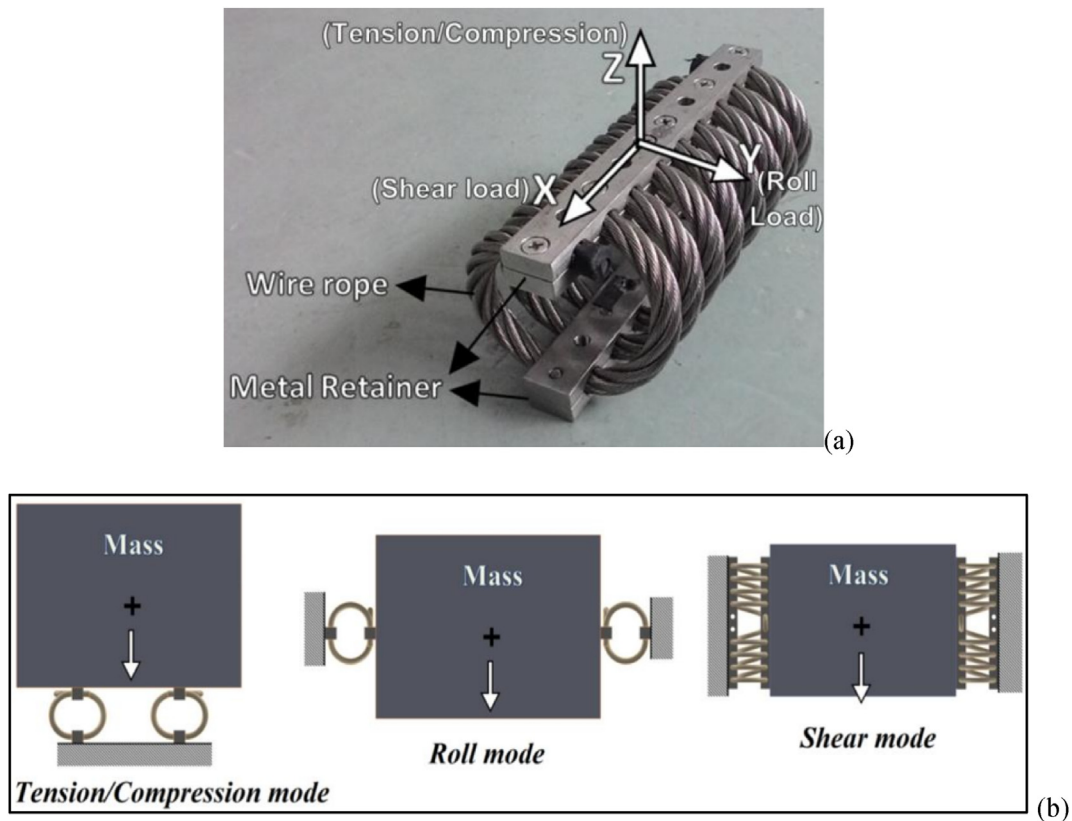 (Tension/Compression)
Z
(Shear load) X
Y
(Roll
Load)
Wire rope
Metal Retainer
(a)
Mass
Mass
Mass
Tension/Compression mode
Roll mode
Shear mode
(b)